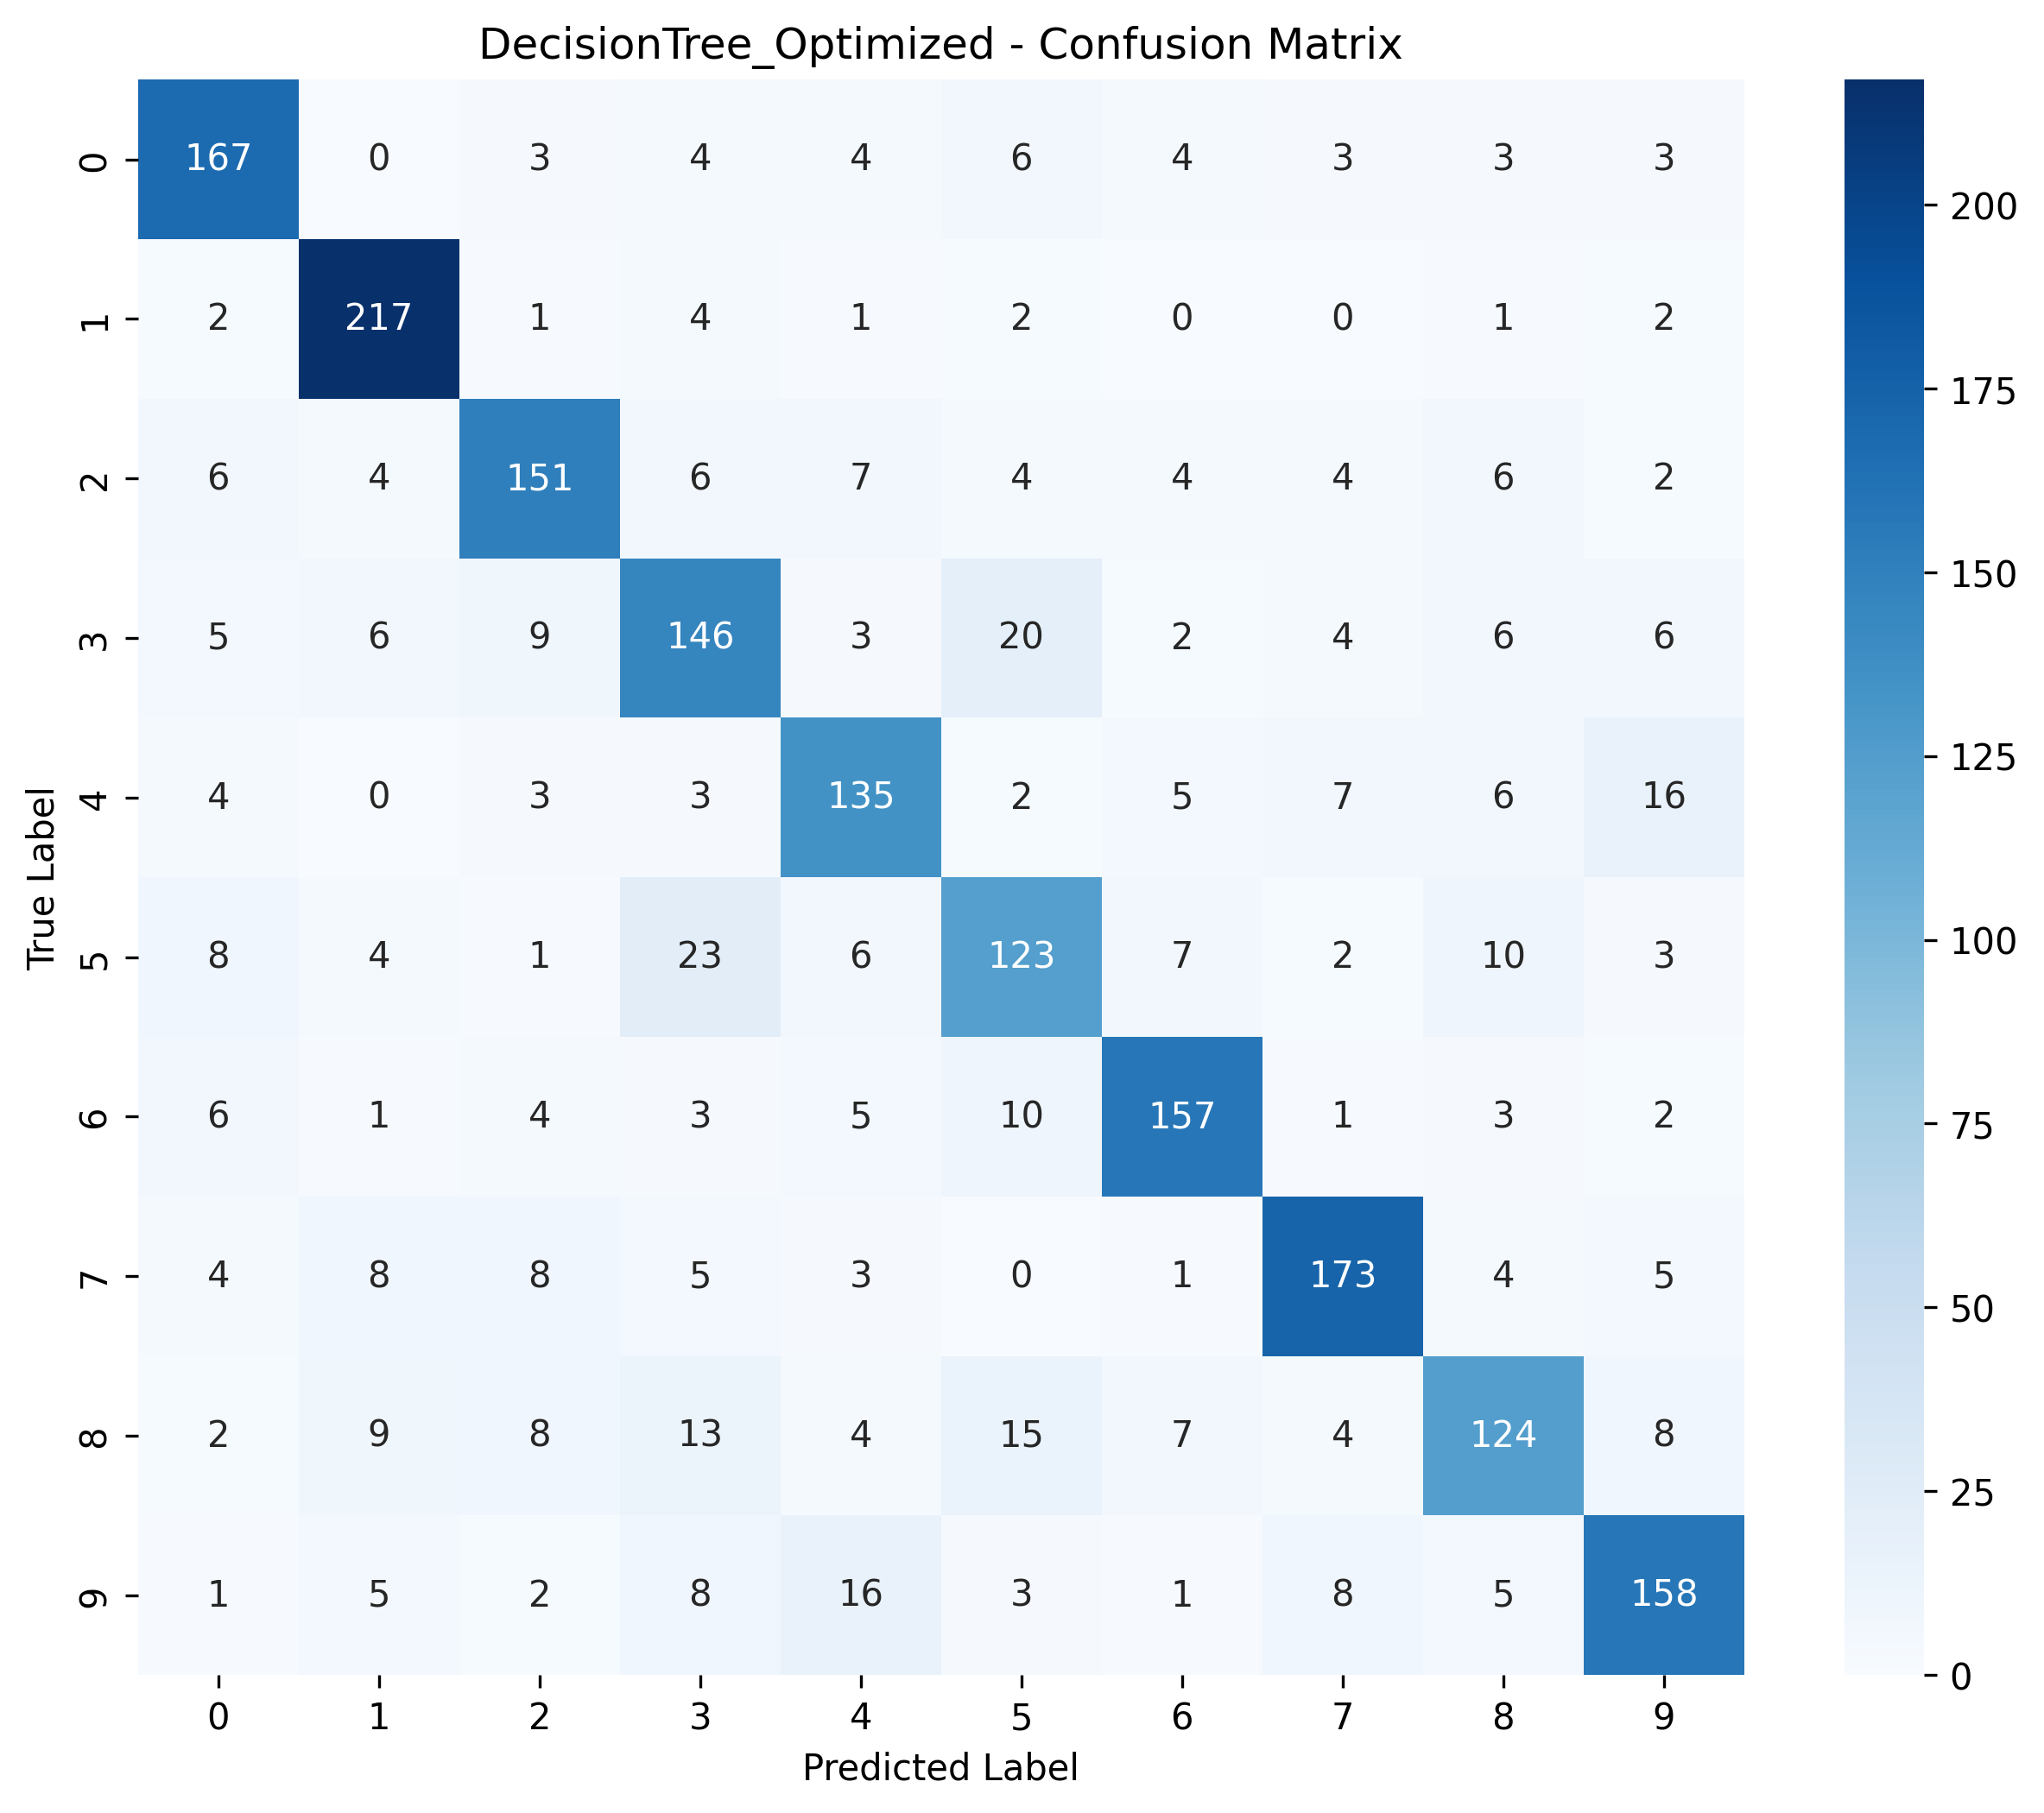 DecisionTree_Optimized - Confusion Matrix
0 167 0 3 4 4 6 4 3 3 3
1 2 217 1 4 1 2 0 0 1 2
2 6 4 151 6 7 4 4 4 6 2
3 5 6 9 146 3 20 2 4 6 6
4 4 0 3 3 135 2 5 7 6 16
5 8 4 1 23 6 123 7 2 10 3
6 6 1 4 3 5 10 157 1 3 2
7 4 8 8 5 3 0 1 173 4 5
8 2 9 8 13 4 15 7 4 124 8
9 1 5 2 8 16 3 1 8 5 158
0 1 2 3 4 5 6 7 8 9
Predicted Label
True Label
200
175
150
125
100
75
50
25
0